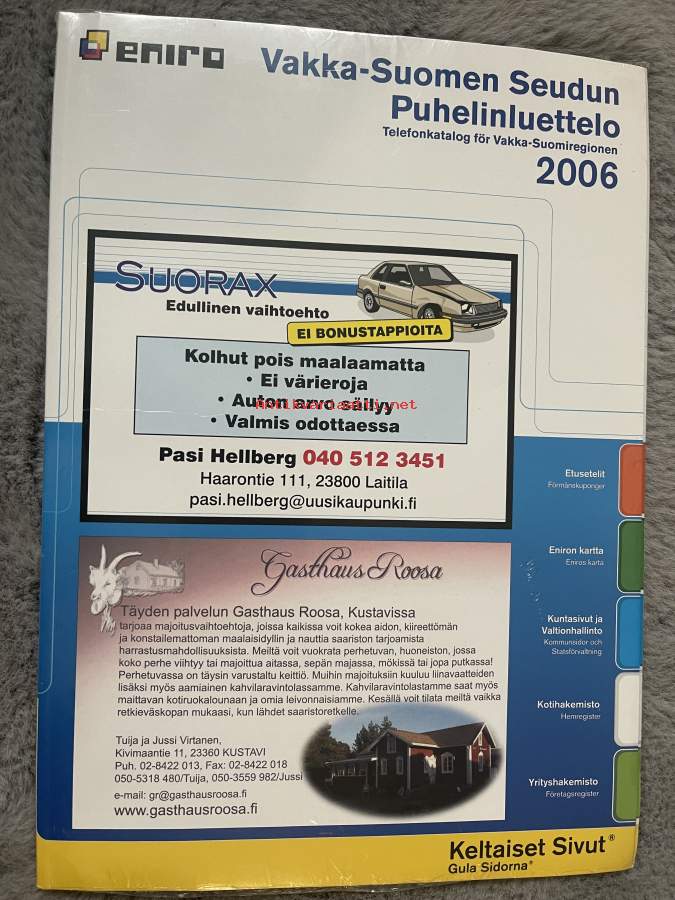 eniro
Vakka-Suomen Seudun
Puhelinluettelo
Telefonkatalog för Vakka-Suomiregionen
2006
SUORAX
Edullinen vaihtoehto
EI BONUSTAPPIOITA
Kolhut pois maalaamatta
• Ei värieroja
• Auton arvo säilyy
Antikvariaatti.net
• Valmis odottaessa
Pasi Hellberg 040 512 3451
Haarontie 111, 23800 Laitila
pasi.hellberg@uusikaupunki.fi
Etusetelit
Förmånskuponger
Eniron kartta
Eniros karta
Kuntasivut ja
Valtionhallinto
Kommunsidor och
Statsförvaltning
Kotihakemisto
Hemregister
Yrityshakemisto
Företagsregister
Gasthaus Roosa
Täyden palvelun Gasthaus Roosa, Kustavissa
tarjoaa majoitusvaihtoehtoja, joissa kaikissa voit kokea aidon, kiireettömän
ja konstailemattoman maalaisidyllin ja nauttia saariston tarjoamista
harrastusmahdollisuuksista. Meiltä voit vuokrata perhetuvan, huoneiston, jossa
koko perhe viihtyy tai majoittua aitassa, sepän majassa, mökissä tai jopa putkassa!
Perhetuvassa on täysin varustaltu keittiö. Muihin majoituksiin kuuluu liinavaatteiden
lisäksi myös aamiainen kahvilaravintolassamme. Kahvilaravintolastamme saat myös
maittavan kotiruokalounaan ja omia leivonnaisiamme. Kesällä voit tilata meiltä vaikka
retkieväskopan mukaasi, kun lähdet saaristoretkelle.
Tuija ja Jussi Virtanen,
Kivimaantie 11, 23360 KUSTAVI
Puh. 02-8422 013, Fax: 02-8422 018
050-5318 480/Tuija, 050-3559 982/Jussi
e-mail: gr@gasthausroosa.fi
www.gasthausroosa.fi
Keltaiset Sivut®
Gula Sidorna®